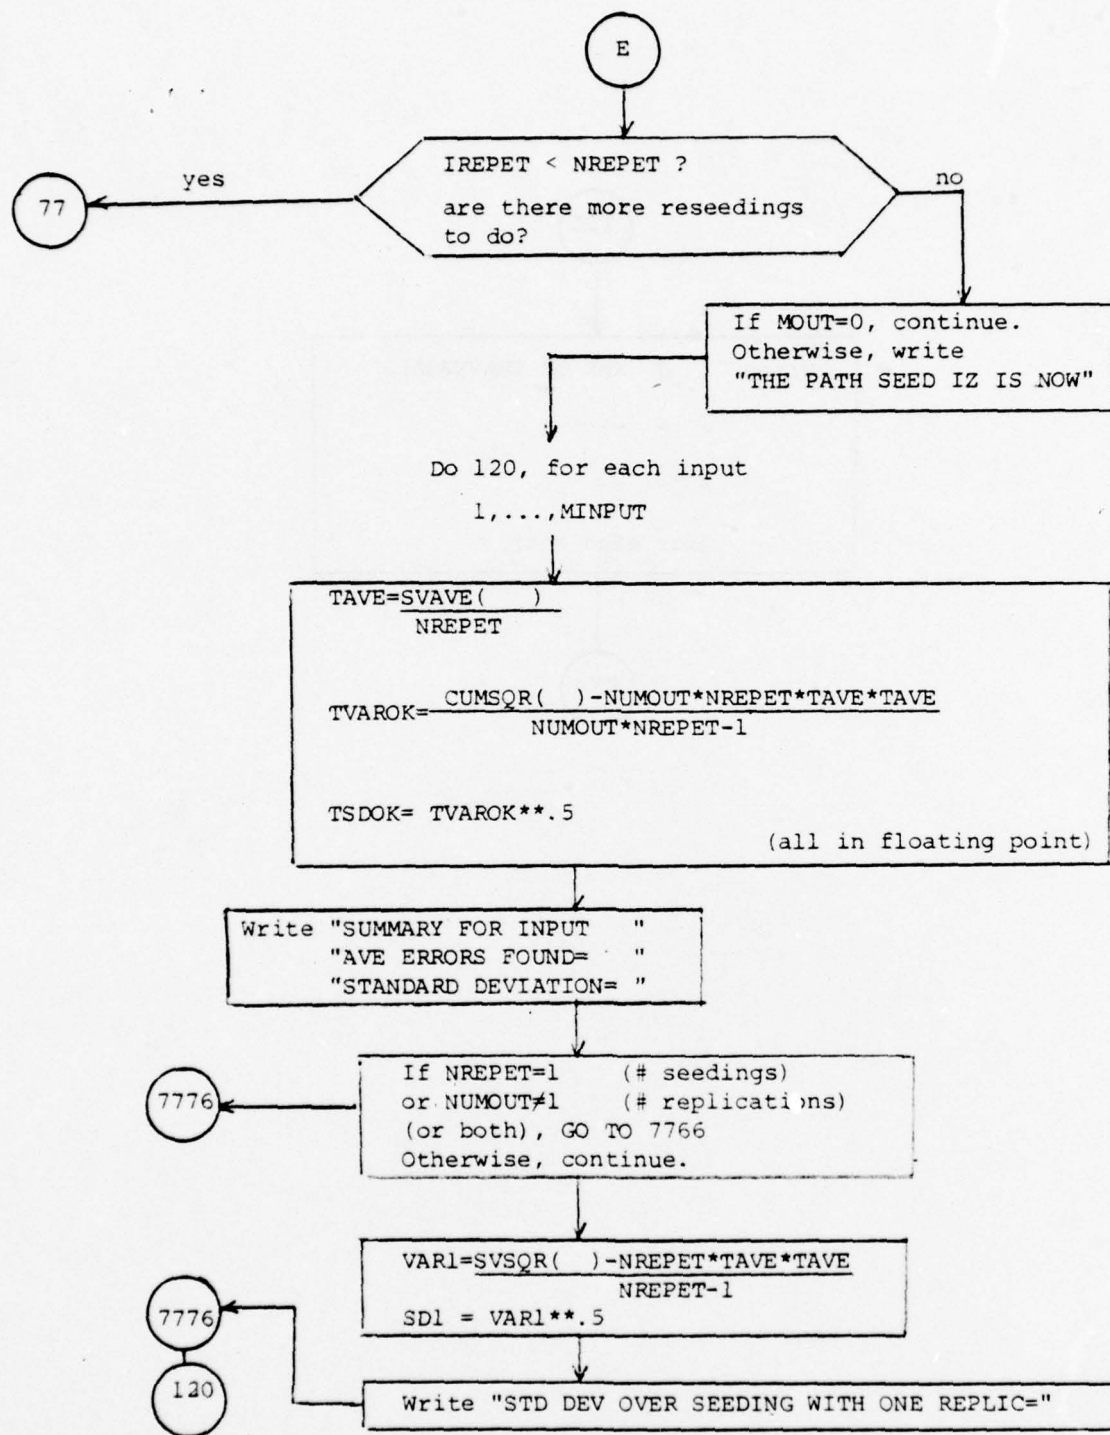 E
IREPET < NREPET ?
are there more reseedings
to do?
yes
no
77
If MOUT=0, continue.
Otherwise, write
"THE PATH SEED IZ IS NOW"
Do 120, for each input
1,...,MINPUT
TAVE=SVAVE(   )
NREPET
TVAROK= CUMSQR(  )-NUMOUT*NREPET*TAVE*TAVE
NUMOUT*NREPET-1
TSDOK= TVAROK**.5
(all in floating point)
Write "SUMMARY FOR INPUT   "
"AVE ERRORS FOUND=   "
"STANDARD DEVIATION= "
7776
If NREPET=1   (# seedings)
or NUMOUT≠1   (# replications)
(or both), GO TO 7766
Otherwise, continue.
VAR1=SVSQR(  )-NREPET*TAVE*TAVE
NREPET-1
SD1 = VAR1**.5
7776
120
Write "STD DEV OVER SEEDING WITH ONE REPLIC="